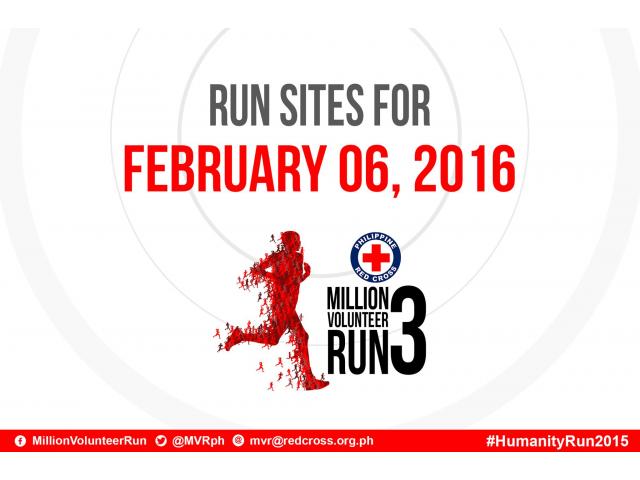 RUN SITES FOR
FEBRUARY 06, 2016
PHILIPPINE
RED CROSS
MILLION
VOLUNTEER
RUN 3
MillionVolunteerRun @MVRph mvr@redcross.org.ph #HumanityRun2015